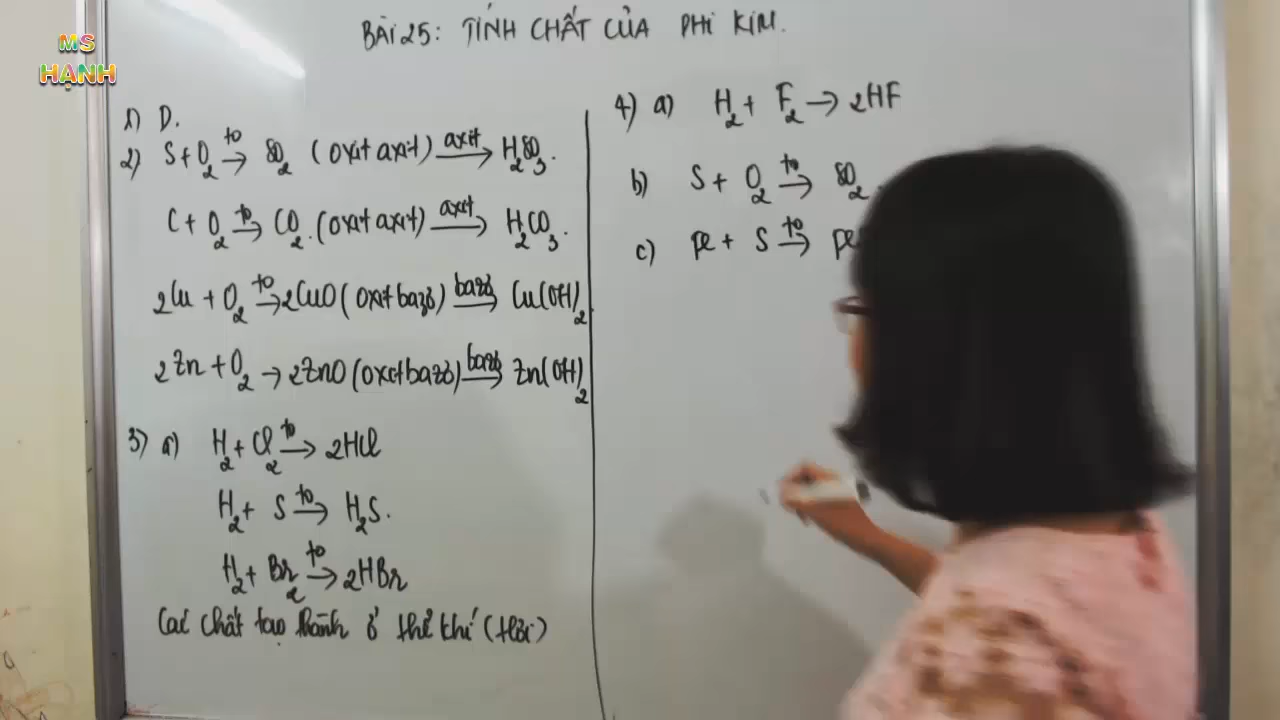 MS
HẠNH
BÀI 25: TÍNH CHẤT CỦA PHI KIM.
1) D.
2) S + O₂ →(to) SO₂ (oxit axit) →(axit) H₂SO₃.
C + O₂ →(to) CO₂. (oxit axit) →(axit) H₂CO₃.
2Cu + O₂ →(to) 2CuO (oxit bazơ) →(bazơ) Cu(OH)₂
2Zn + O₂ → 2ZnO (oxit bazơ) →(bazơ) Zn(OH)₂
3) a) H₂ + Cl₂ →(to) 2HCl
H₂ + S →(to) H₂S.
H₂ + Br₂ →(to) 2HBr
Các chất tạo thành ở thể khí (hơi)
4) a) H₂ + F₂ → 2HF
b) S + O₂ →(to) SO₂.
c) Fe + S →(to) Fe